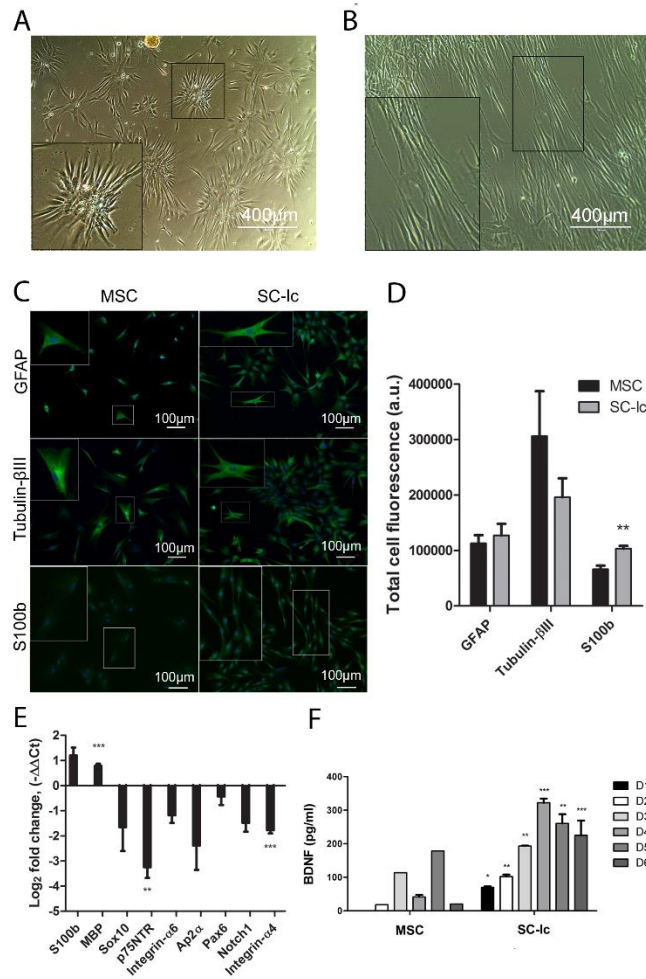 A
400µm
B
400µm
C
MSC
SC-lc
GFAP
100µm
100µm
Tubulin-βIII
100µm
100µm
S100b
100µm
100µm
D
Total cell fluorescence (a.u.)
400000
300000
200000
100000
0
MSC
SC-lc
**
GFAP
Tubulin-βIII
S100b
E
Log2 fold change, (-ΔΔCt)
2
1
0
-1
-2
-3
-4
-5
***
**
***
S100b
MBP
Sox10
p75NTR
Integrin-α6
Ap2α
Pax6
Notch1
Integrin-α4
F
BDNF (pg/ml)
400
300
200
100
0
*
**
**
***
**
***
MSC
SC-lc
D1
D2
D3
D4
D5
D6